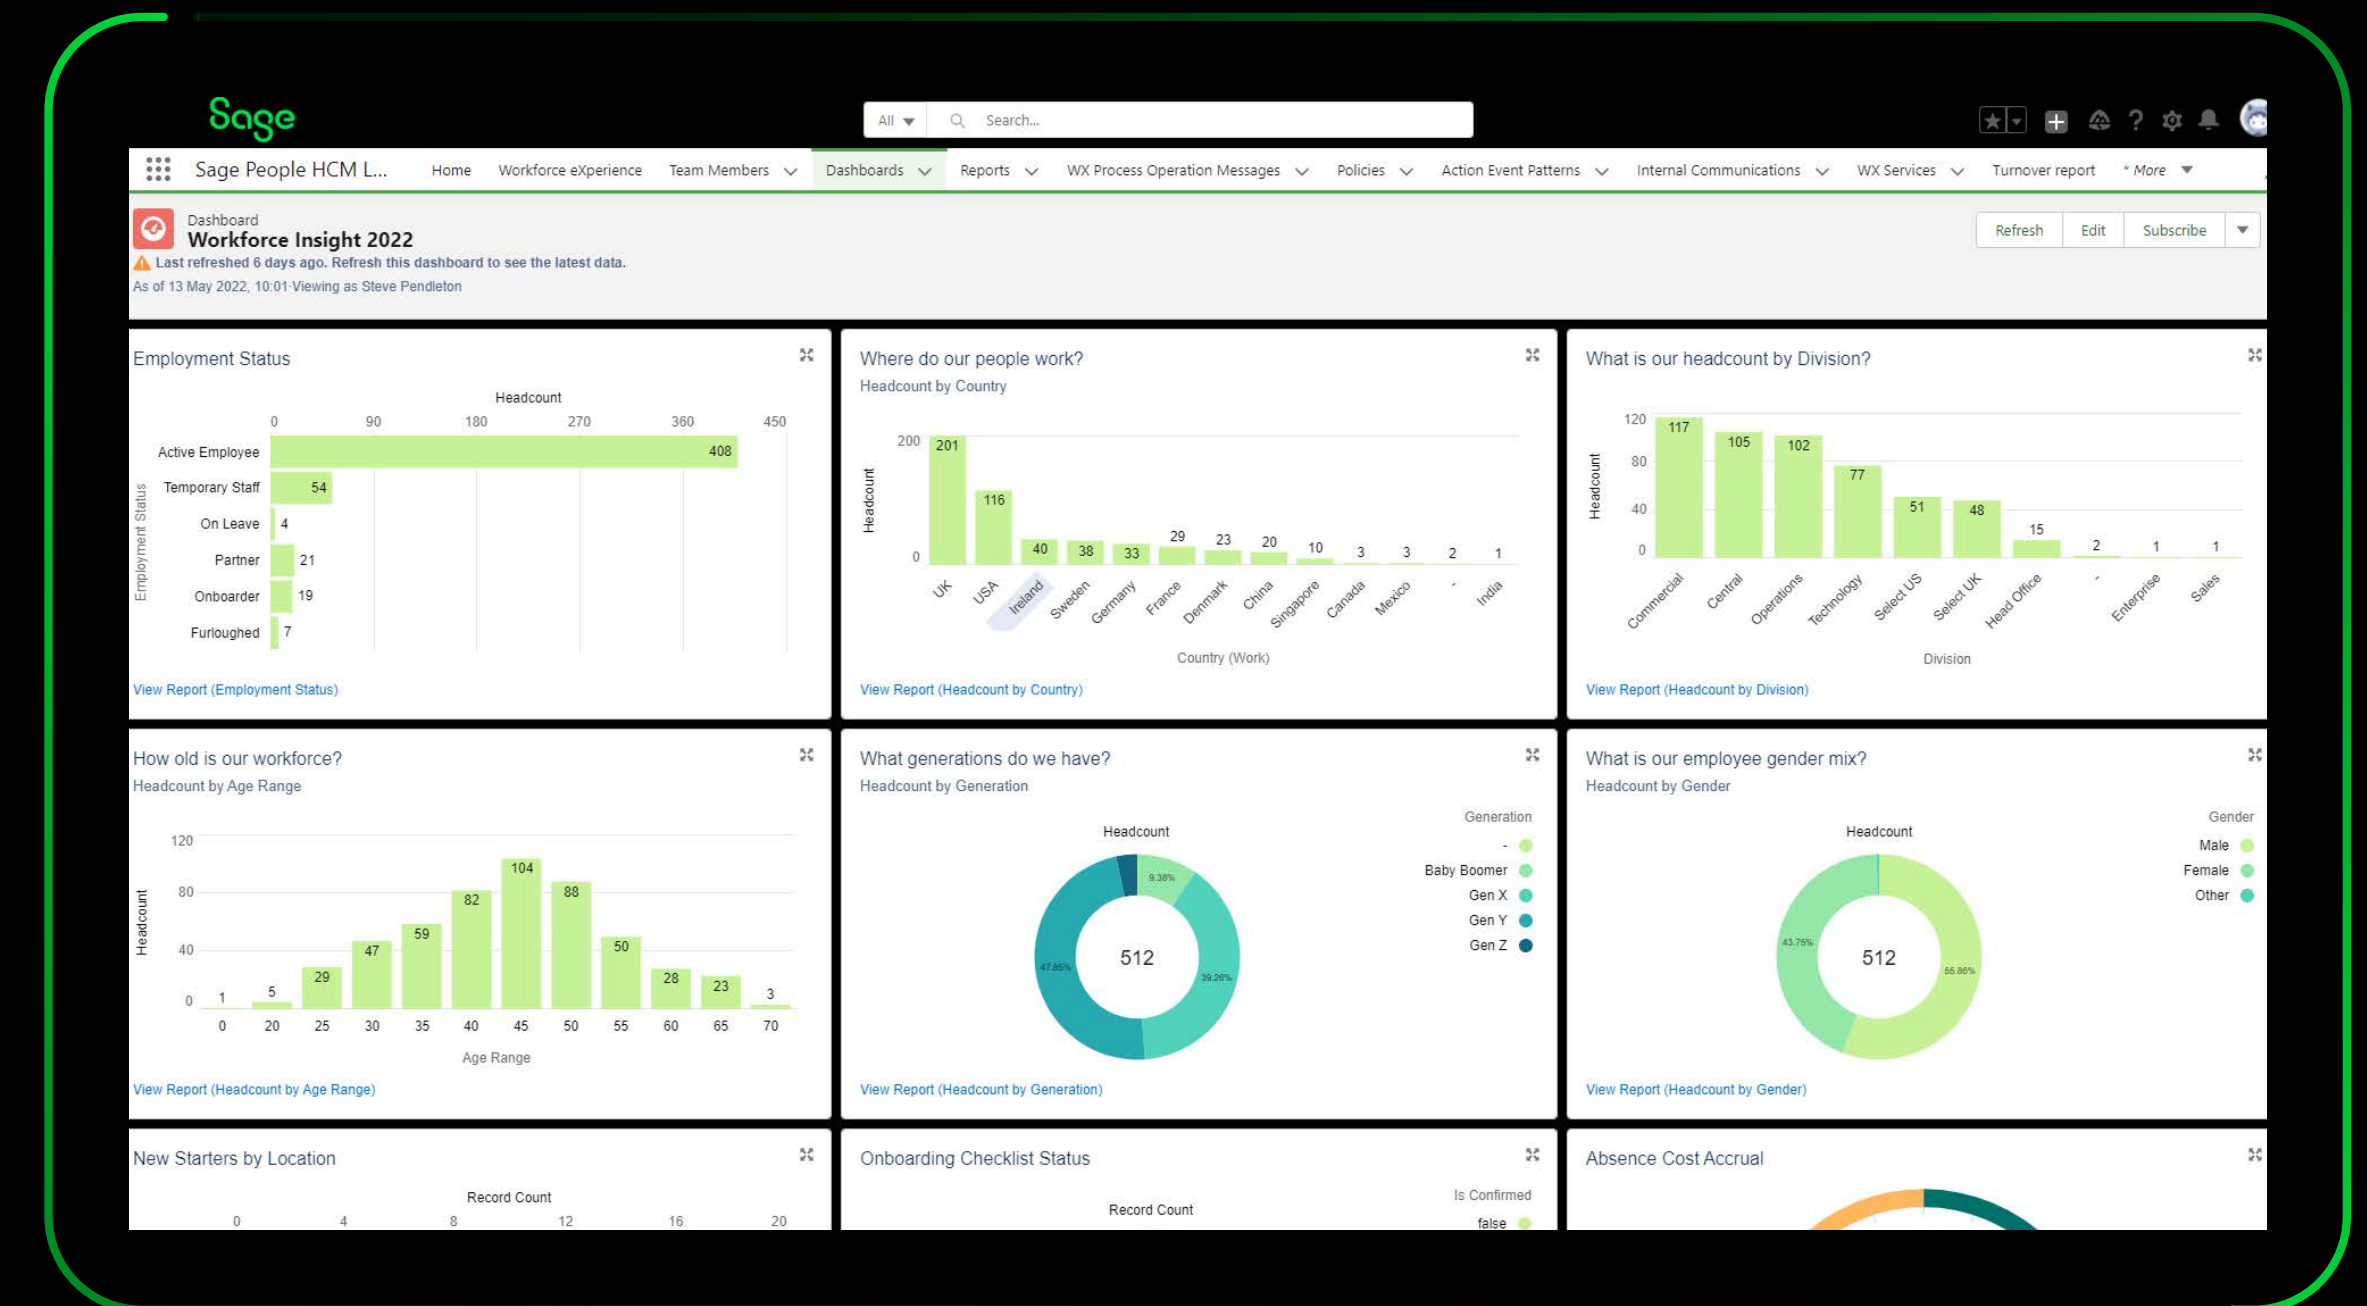 Sage
All
Search...
Sage People HCM L... Home Workforce eXperience Team Members Dashboards Reports WX Process Operation Messages Policies Action Event Patterns Internal Communications WX Services Turnover report * More
Dashboard
Workforce Insight 2022
Last refreshed 6 days ago. Refresh this dashboard to see the latest data.
As of 13 May 2022, 10:01·Viewing as Steve Pendleton
Refresh Edit Subscribe
Employment Status
Headcount
0 90 180 270 360 450
Employment Status
Active Employee 408
Temporary Staff 54
On Leave 4
Partner 21
Onboarder 19
Furloughed 7
View Report (Employment Status)
Where do our people work?
Headcount by Country
Headcount
200
0
201 116 40 38 33 29 23 20 10 3 3 2 1
UK USA Ireland Sweden Germany France Denmark China Singapore Canada Mexico - India
Country (Work)
View Report (Headcount by Country)
What is our headcount by Division?
Headcount
120
80
40
0
117 105 102 77 51 48 15 2 1 1
Commercial Central Operations Technology Select US Select UK Head Office - Enterprise Sales
Division
View Report (Headcount by Division)
How old is our workforce?
Headcount by Age Range
Headcount
120
80
40
0
1 5 29 47 59 82 104 88 50 28 23 3
0 20 25 30 35 40 45 50 55 60 65 70
Age Range
View Report (Headcount by Age Range)
What generations do we have?
Headcount by Generation
Headcount
9.38%
39.26%
47.85%
512
Generation
-
Baby Boomer
Gen X
Gen Y
Gen Z
View Report (Headcount by Generation)
What is our employee gender mix?
Headcount by Gender
Headcount
43.75%
55.86%
512
Gender
Male
Female
Other
View Report (Headcount by Gender)
New Starters by Location
Record Count
0 4 8 12 16 20
Onboarding Checklist Status
Record Count
Is Confirmed
false
Absence Cost Accrual